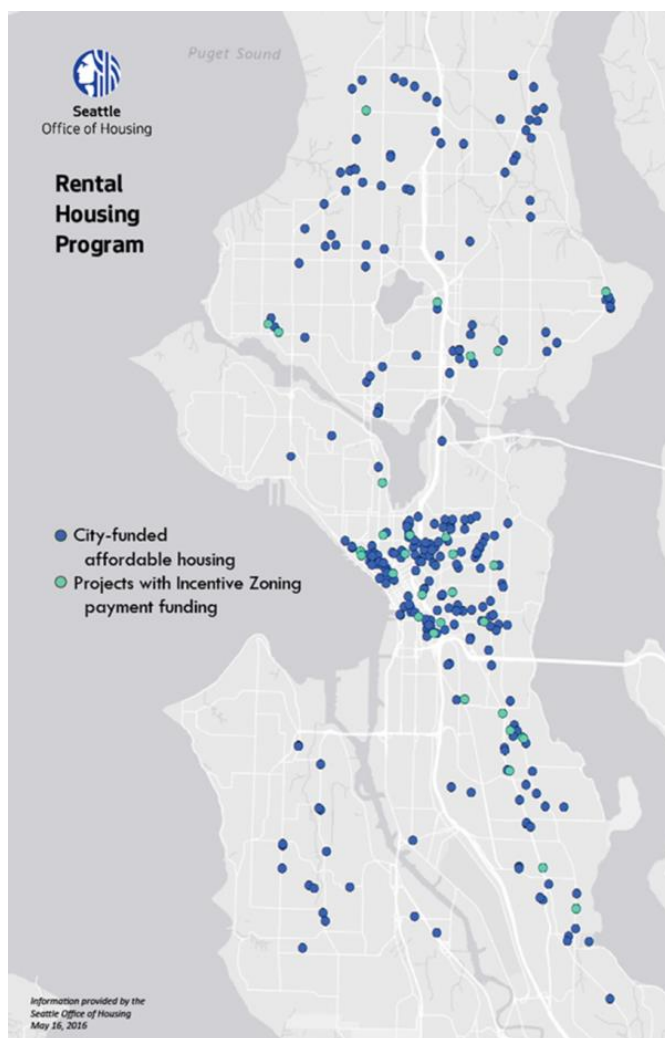 Puget Sound
Seattle
Office of Housing
Rental
Housing
Program
City-funded
affordable housing
Projects with Incentive Zoning
payment funding
Information provided by the
Seattle Office of Housing
May 16, 2016